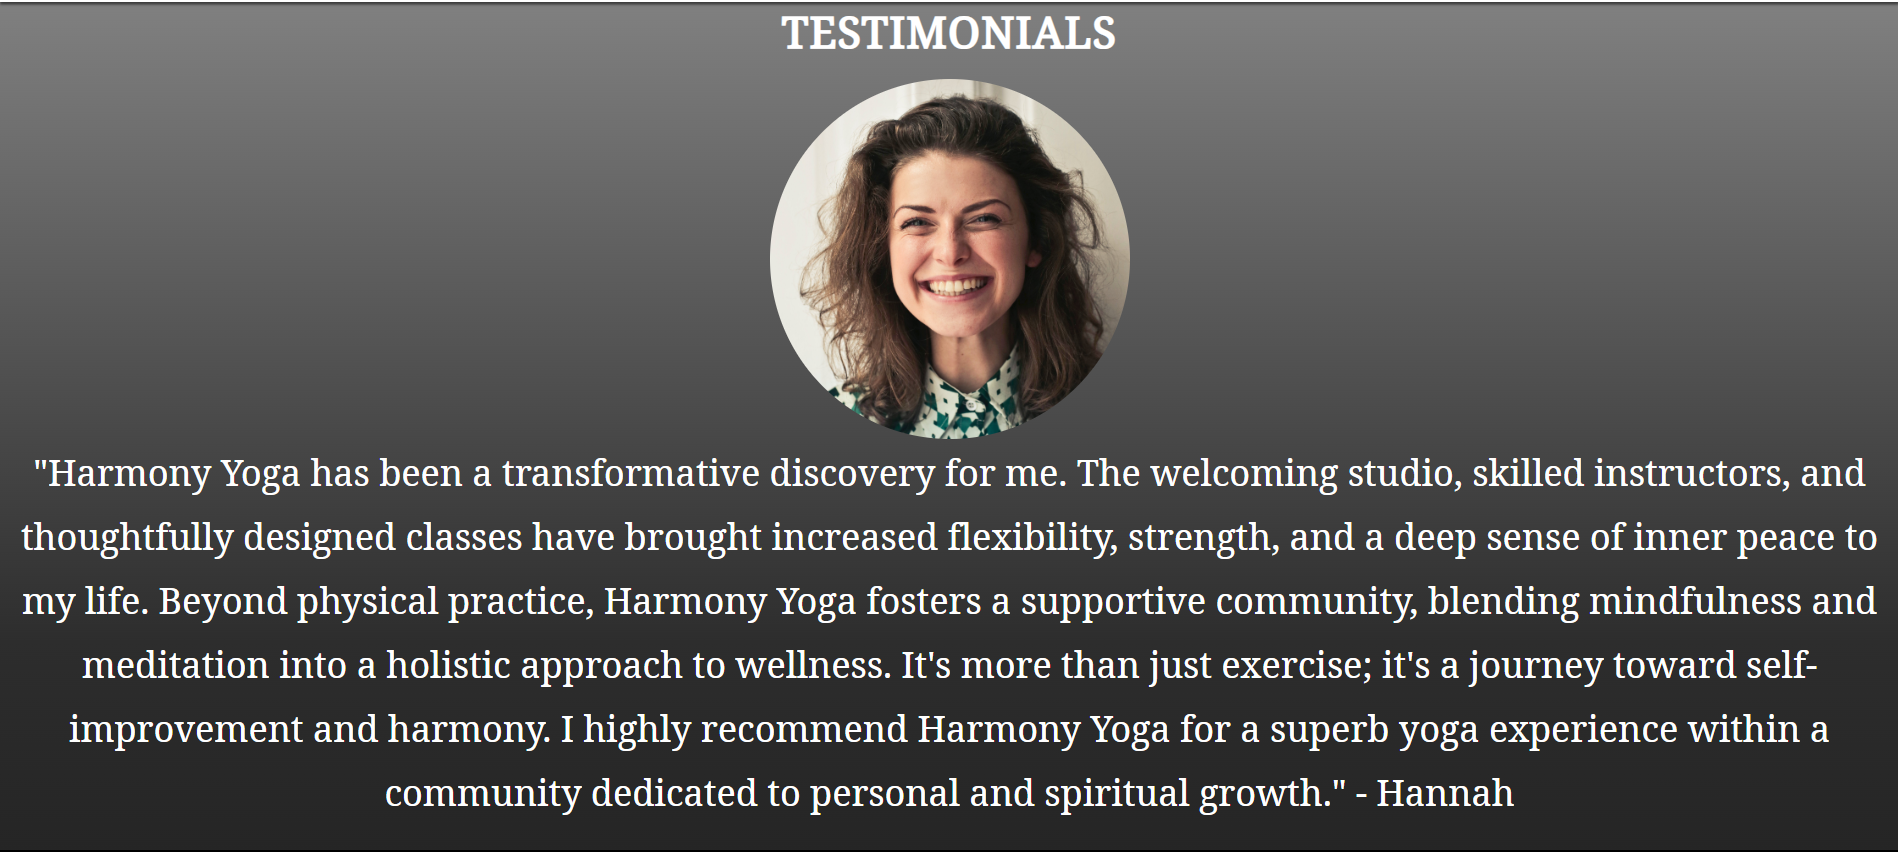 TESTIMONIALS
"Harmony Yoga has been a transformative discovery for me. The welcoming studio, skilled instructors, and
thoughtfully designed classes have brought increased flexibility, strength, and a deep sense of inner peace to
my life. Beyond physical practice, Harmony Yoga fosters a supportive community, blending mindfulness and
meditation into a holistic approach to wellness. It's more than just exercise; it's a journey toward self-
improvement and harmony. I highly recommend Harmony Yoga for a superb yoga experience within a
community dedicated to personal and spiritual growth." - Hannah